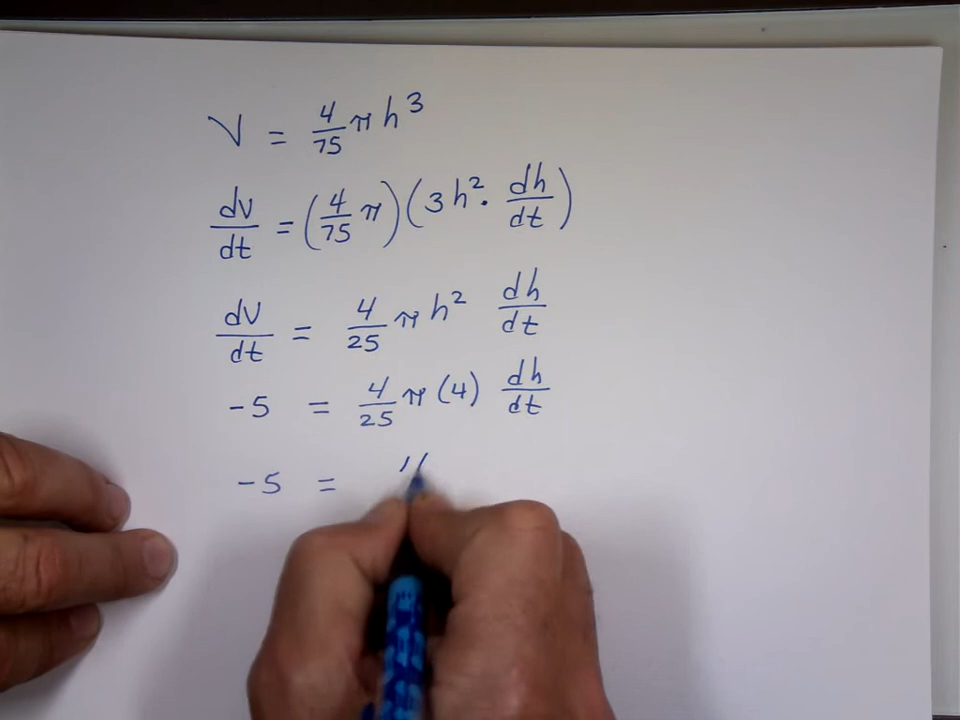 V = 4/75 π h³
dv/dt = (4/75 π)(3h² · dh/dt)
dv/dt = 4/25 π h² dh/dt
-5 = 4/25 π (4) dh/dt
-5 =